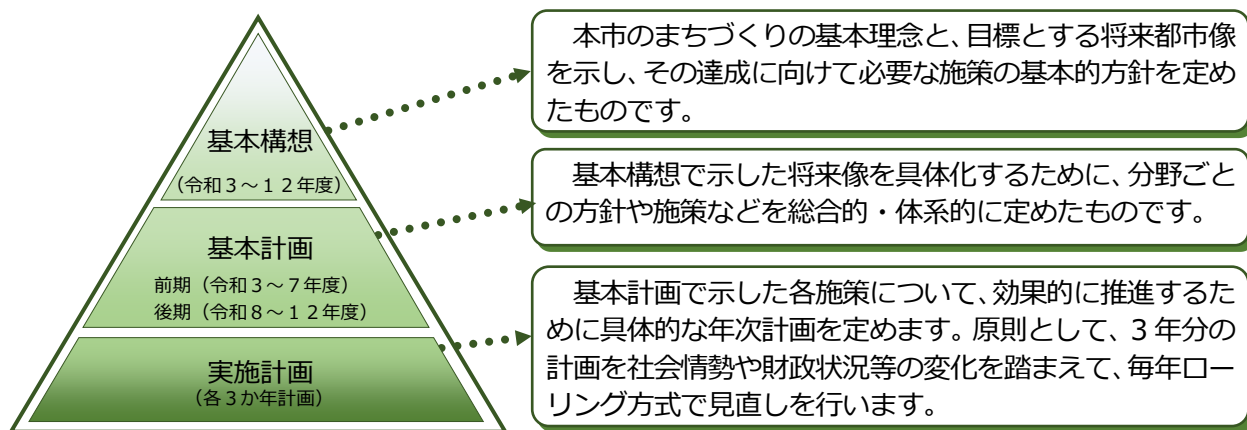 基本構想
(令和3~12年度)
本市のまちづくりの基本理念と、目標とする将来都市像
を示し、その達成に向けて必要な施策の基本的方針を定め
たものです。
基本計画
前期(令和3~7年度)
後期(令和8~12年度)
基本構想で示した将来像を具体化するために、分野ごと
の方針や施策などを総合的・体系的に定めたものです。
実施計画
(各3か年計画)
基本計画で示した各施策について、効果的に推進するた
めに具体的な年次計画を定めます。原則として、3年分の
計画を社会情勢や財政状況等の変化を踏まえて、毎年ロー
リング方式で見直しを行います。